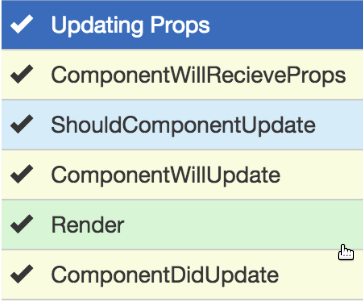 Updating Props
ComponentWillRecieveProps
ShouldComponentUpdate
ComponentWillUpdate
Render
ComponentDidUpdate